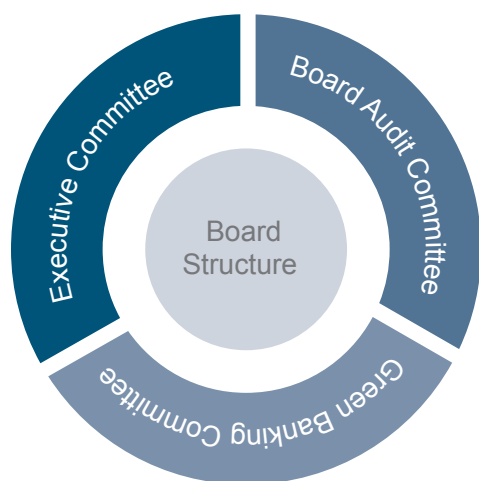 Executive Committee
Board Audit Committee
Board
Structure
Green Banking Committee